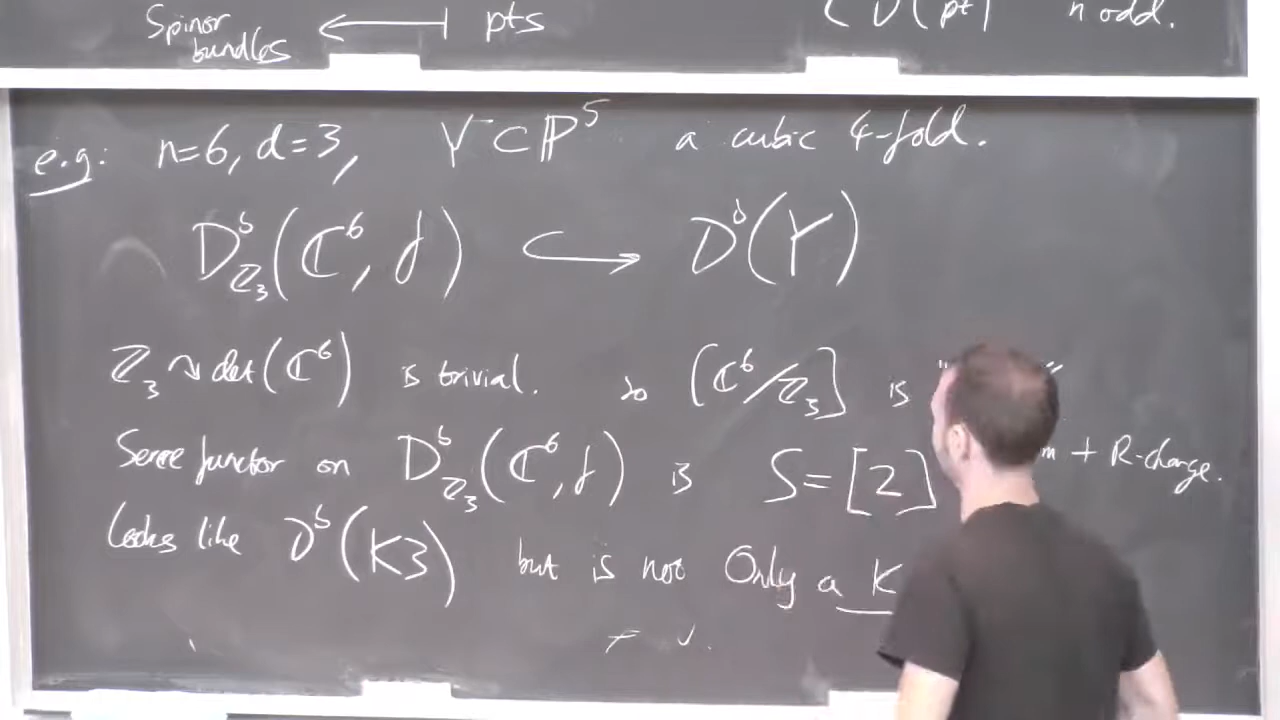 Spinor bundles ⟵ pts
n odd.
e.g: n=6, d=3, Y ⊂ ℙ⁵ a cubic 4-fold.
D^b_{ℤ₃}(ℂ⁶, f) ↪ D^b(Y)
ℤ₃ ↷ det(ℂ⁶) is trivial. so [ℂ⁶/ℤ₃] is "
Serre functor on D^b_{ℤ₃}(ℂ⁶, f) is S = [2] + R-charge.
Looks like D^b(K3) but is not Only a K